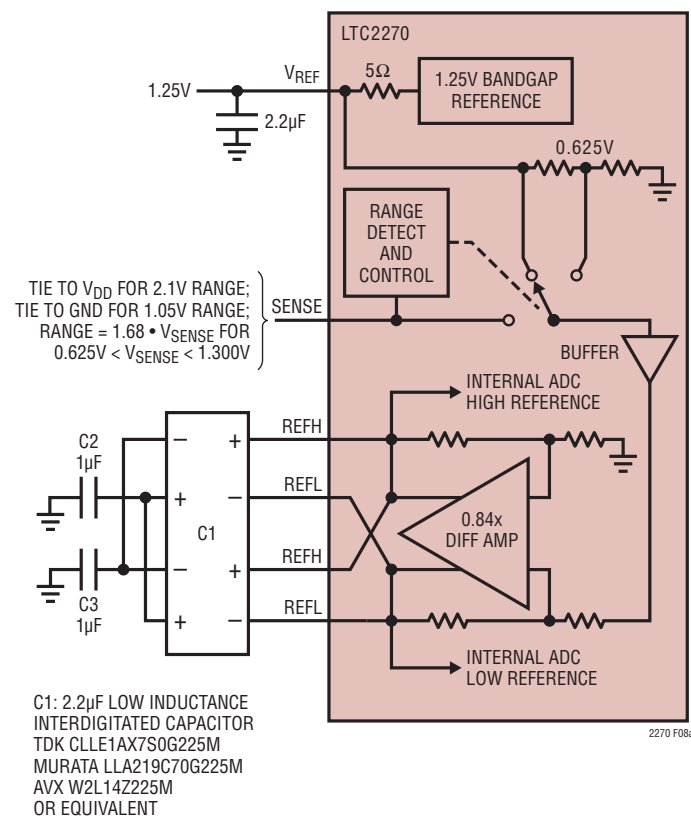 LTC2270
1.25V
VREF
5Ω
1.25V BANDGAP
REFERENCE
2.2µF
0.625V
RANGE
DETECT
AND
CONTROL
TIE TO VDD FOR 2.1V RANGE;
TIE TO GND FOR 1.05V RANGE;
RANGE = 1.68 • VSENSE FOR
0.625V < VSENSE < 1.300V
SENSE
BUFFER
INTERNAL ADC
HIGH REFERENCE
REFH
C2
1µF
–
+
REFL
+
–
0.84x
DIFF AMP
C1
REFH
–
+
C3
1µF
REFL
+
–
INTERNAL ADC
LOW REFERENCE
C1: 2.2µF LOW INDUCTANCE
INTERDIGITATED CAPACITOR
TDK CLLE1AX7S0G225M
MURATA LLA219C70G225M
AVX W2L14Z225M
OR EQUIVALENT
2270 F08a